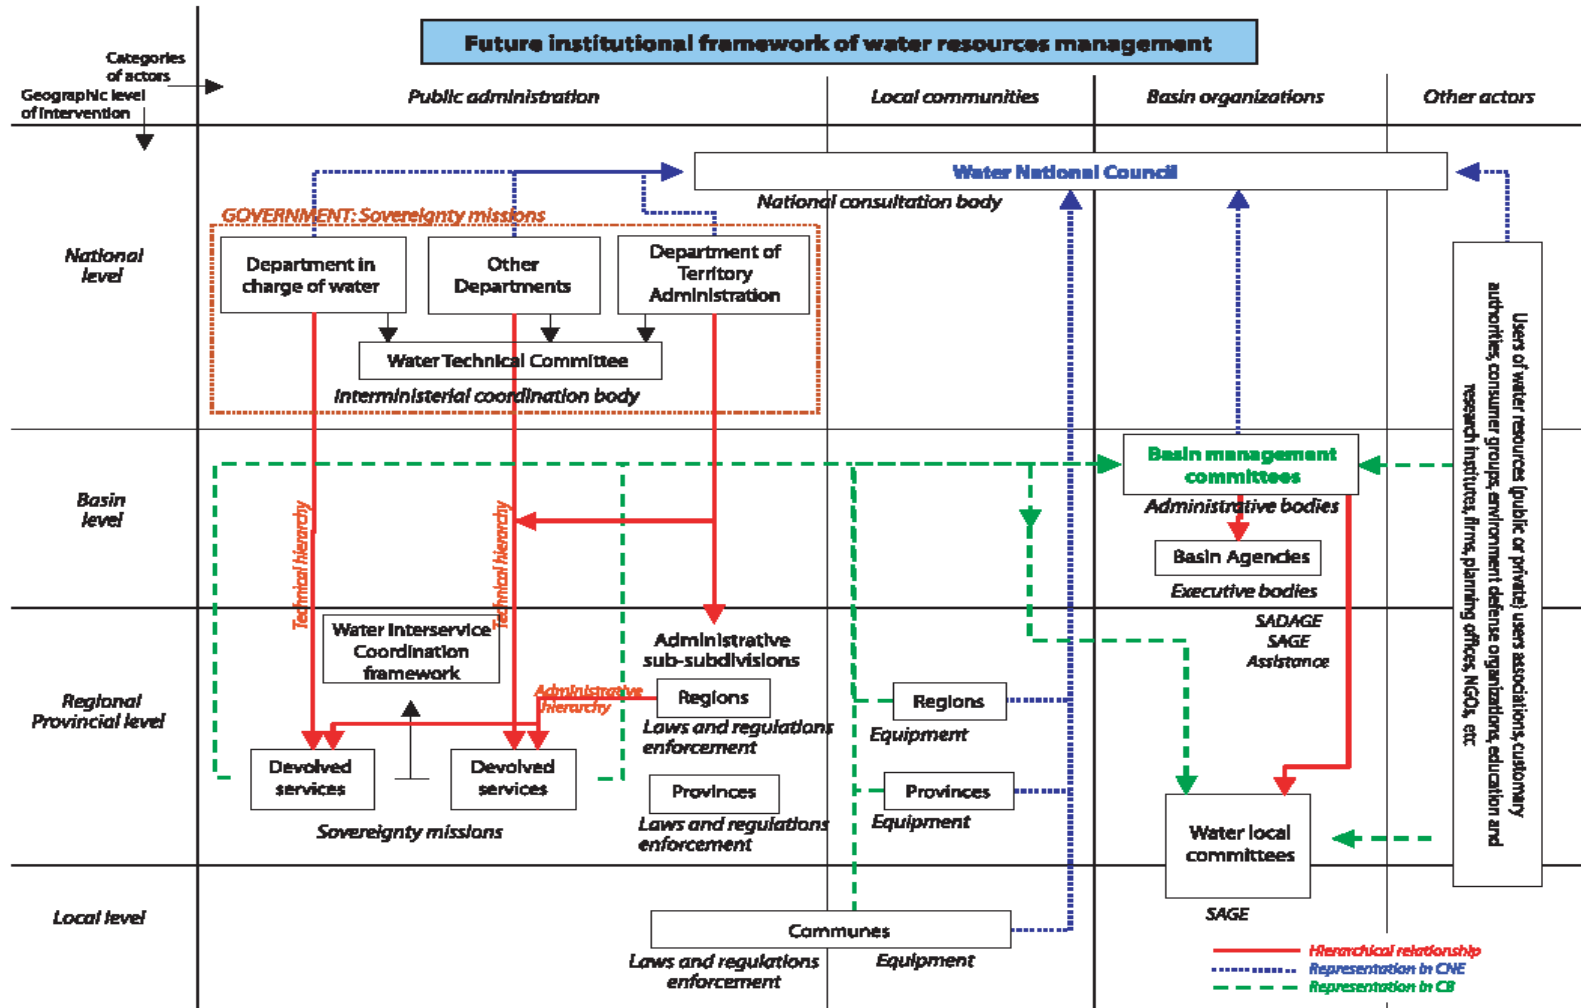 Future institutional framework of water resources management
Categories
of actors
Geographic level
of intervention
Public administration
Local communities
Basin organizations
Other actors
Water National Council
National consultation body
GOVERNMENT: Sovereignty missions
National
level
Department in
charge of water
Other
Departments
Department of
Territory
Administration
Water Technical Committee
Interministerial coordination body
Users of water resources (public or private) users associations, customary
authorities, consumer groups, environment defense organizations, education and
research institutes, firms, planning offices, NGOs, etc
Basin
level
Technical hierarchy
Technical hierarchy
Basin management
committees
Administrative bodies
Basin Agencies
Executive bodies
SADAGE
SAGE
Assistance
Regional
Provincial level
Water Interservice
Coordination
framework
Administrative
sub-subdivisions
Administrative
hierarchy
Regions
Laws and regulations
enforcement
Regions
Equipment
Devolved
services
Devolved
services
Sovereignty missions
Provinces
Laws and regulations
enforcement
Provinces
Equipment
Water local
committees
SAGE
Local level
Communes
Laws and regulations
enforcement
Equipment
Hierarchical relationship
Representation in CNE
Representation in CB